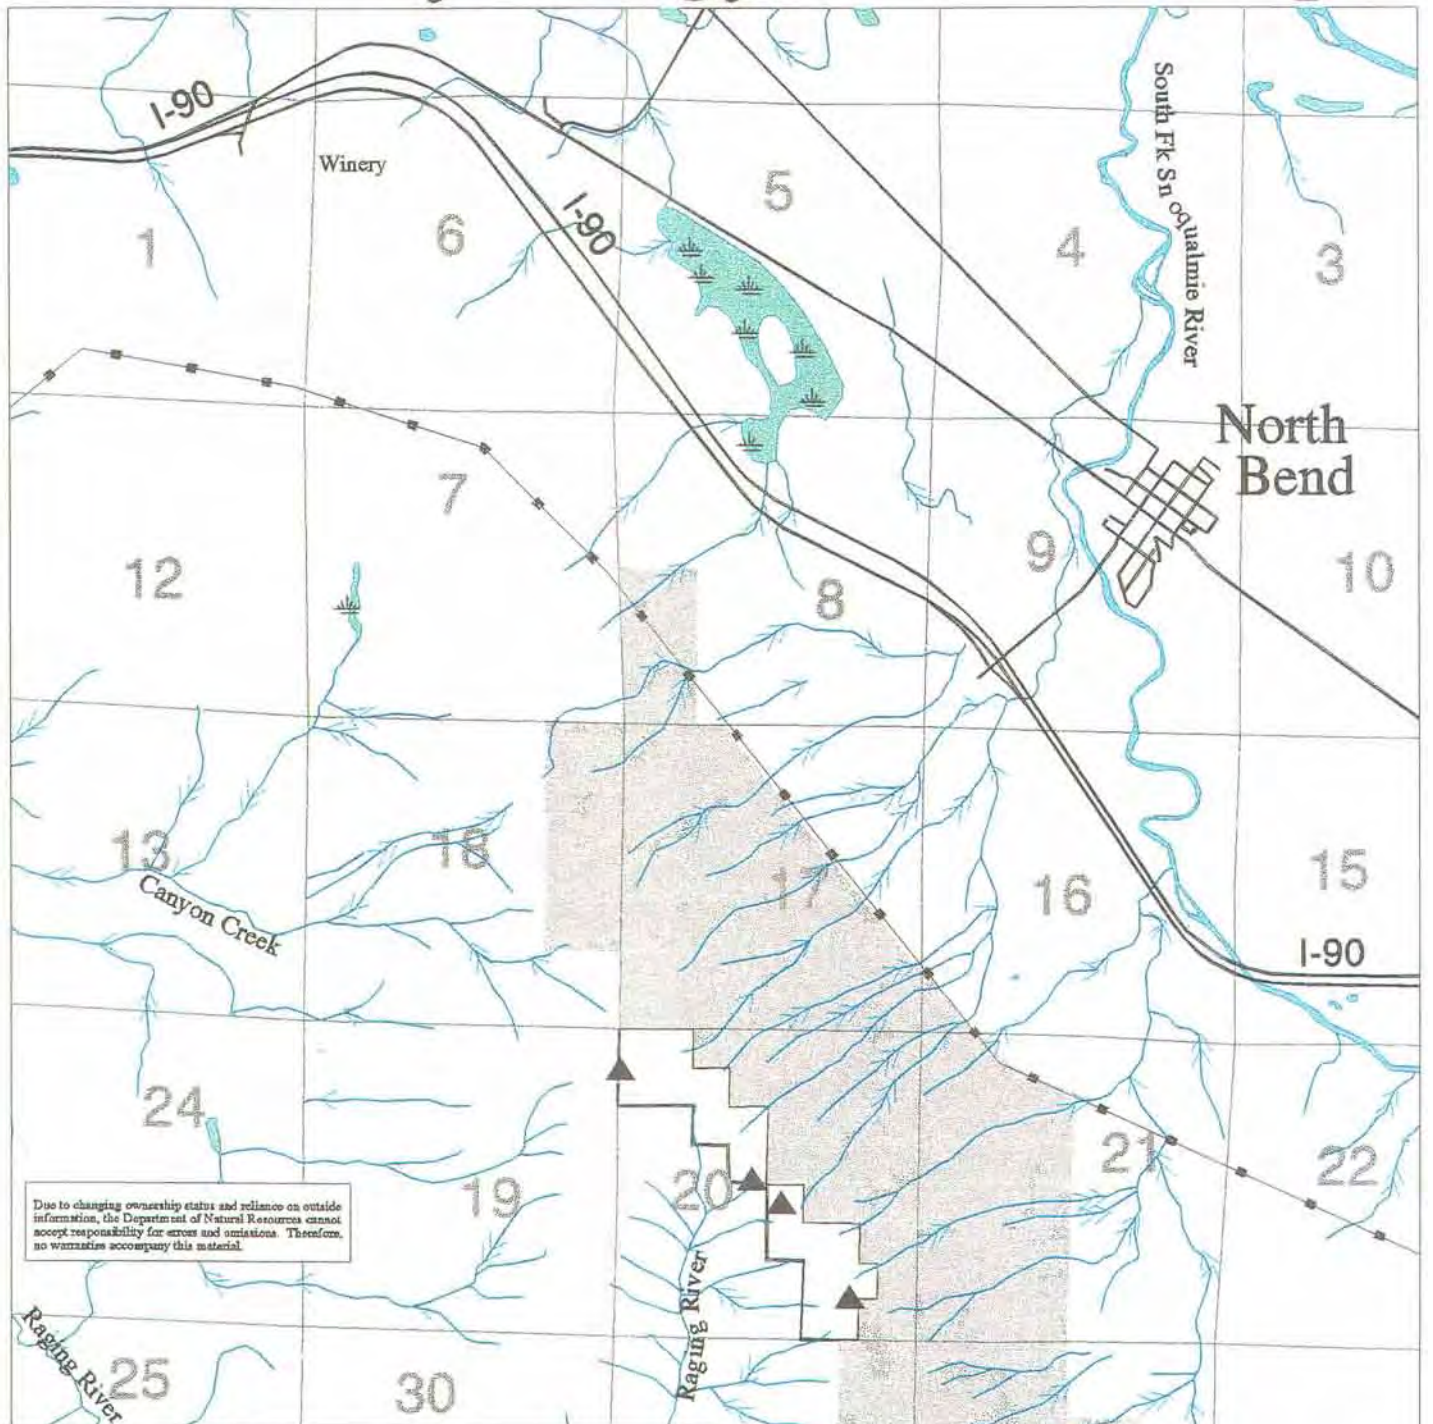 I-90
South Fk Snoqualmie River
Winery
I-90
5
1
6
4
3
North
Bend
7
12
9
10
8
13
18
17
16
15
Canyon Creek
I-90
24
19
20
21
22
Due to changing ownership status and reliance on outside
information, the Department of Natural Resources cannot
accept responsibility for errors and omissions. Therefore,
no warranties accompany this material.
Raging River
Raging River
25
30